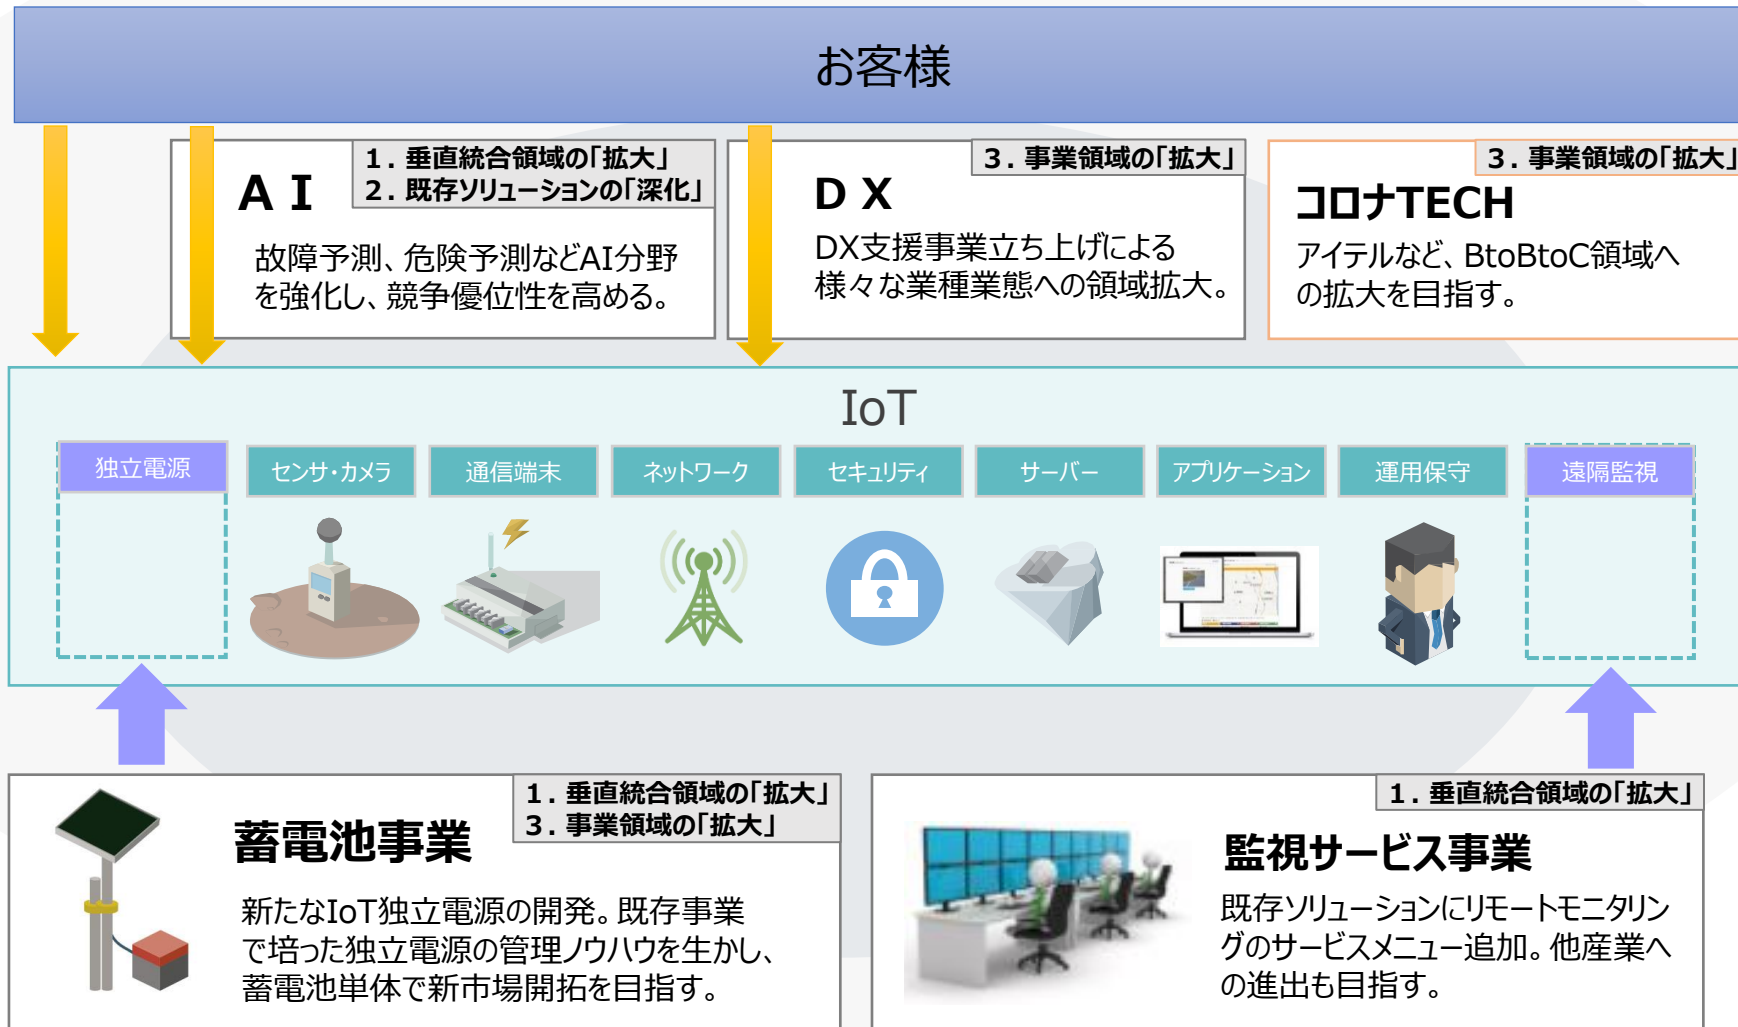 お客様
1. 垂直統合領域の「拡大」
2. 既存ソリューションの「深化」
ＡＩ
故障予測、危険予測などAI分野
を強化し、競争優位性を高める。
3. 事業領域の「拡大」
ＤＸ
DX支援事業立ち上げによる
様々な業種業態への領域拡大。
3. 事業領域の「拡大」
コロナTECH
アイテルなど、BtoBtoC領域へ
の拡大を目指す。
IoT
独立電源
センサ・カメラ
通信端末
ネットワーク
セキュリティ
サーバー
アプリケーション
運用保守
遠隔監視
1. 垂直統合領域の「拡大」
3. 事業領域の「拡大」
蓄電池事業
新たなIoT独立電源の開発。既存事業
で培った独立電源の管理ノウハウを生かし、
蓄電池単体で新市場開拓を目指す。
1. 垂直統合領域の「拡大」
監視サービス事業
既存ソリューションにリモートモニタリン
グのサービスメニュー追加。他産業へ
の進出も目指す。